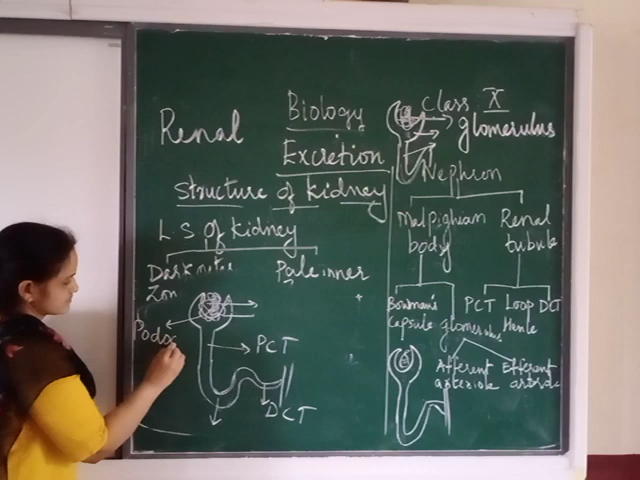 Biology
Class X
Renal
Excretion
Structure of kidney
L.S of kidney
Dark outer
Zon
Pale inner
Podo
PCT
DCT
glomerulus
Nephron
Malpighian
body
Renal
tubule
Bowman's
Capsule
glomerulus
PCT
Loop
Henle
DCT
Afferent
arteriole
Efferent
arteriole